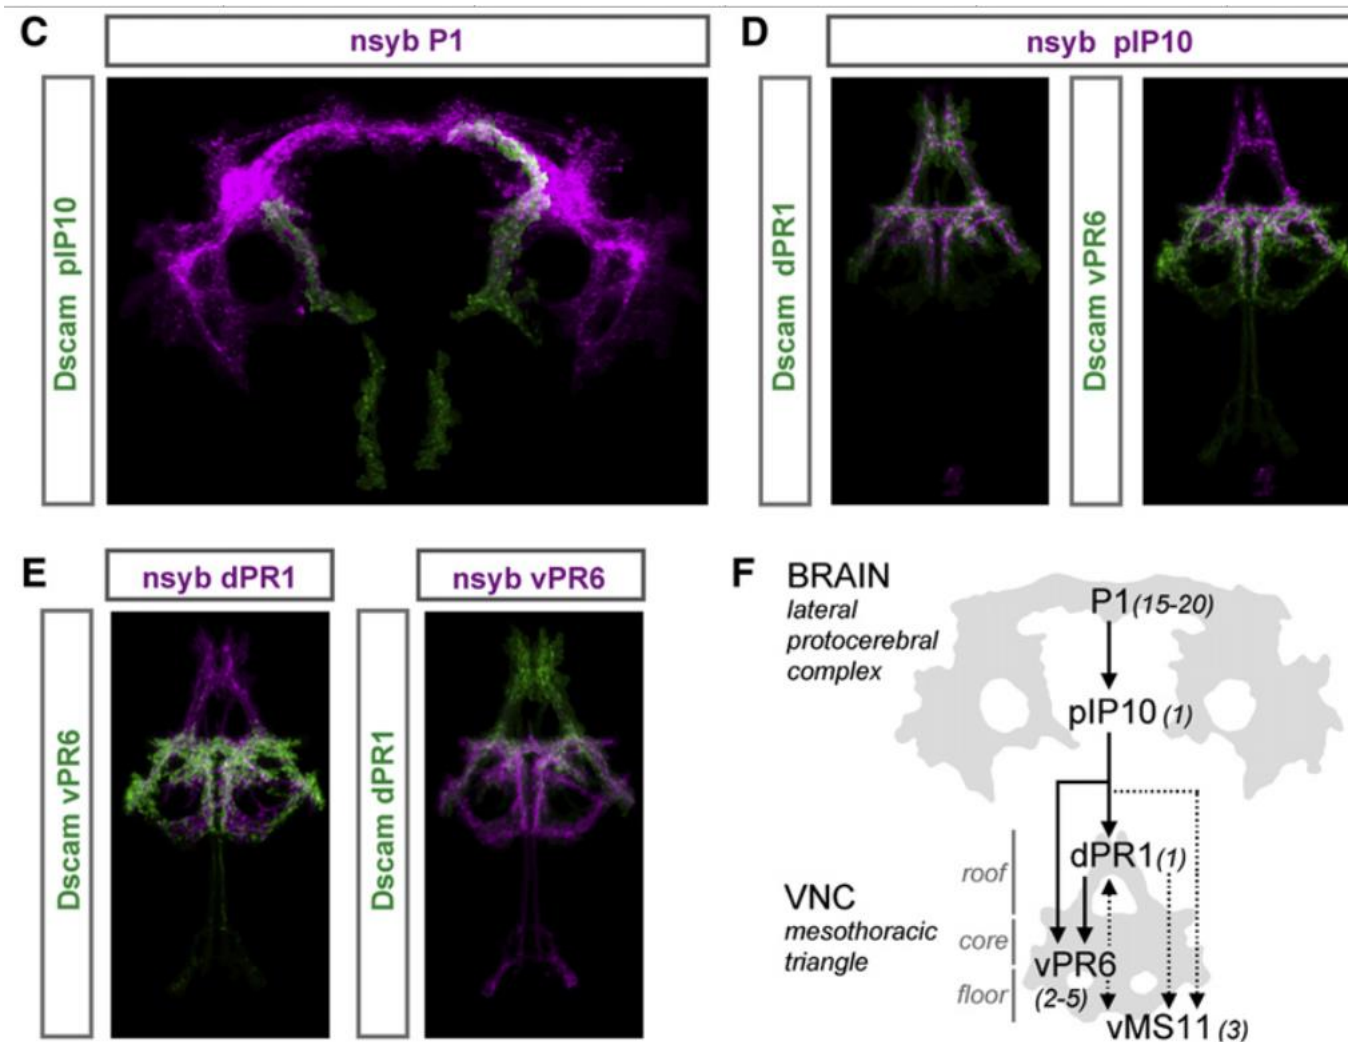 C
nsyb P1
Dscam pIP10
D
nsyb pIP10
Dscam dPR1
Dscam vPR6
E
nsyb dPR1
Dscam vPR6
nsyb vPR6
Dscam dPR1
F
BRAIN
lateral
protocerebral
complex
P1(15-20)
pIP10 (1)
VNC
mesothoracic
triangle
roof
core
floor
dPR1(1)
vPR6
(2-5)
vMS11(3)